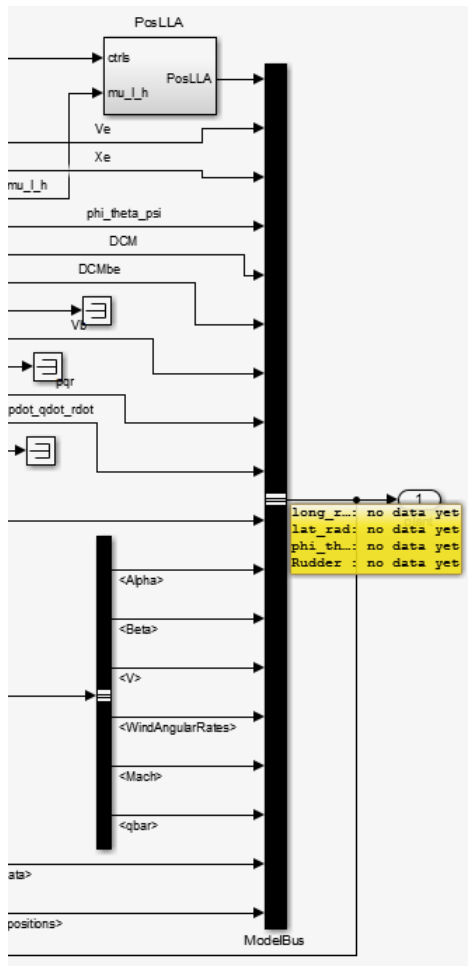 PosLLA
ctrls
PosLLA
mu_l_h
Ve
Xe
mu_l_h
phi_theta_psi
DCM
DCMbe
Vb
pqr
pdot_qdot_rdot
1
long_r…: no data yet
lat_rad: no data yet
phi_th…: no data yet
Rudder : no data yet
<Alpha>
<Beta>
<V>
<WindAngularRates>
<Mach>
<qbar>
ata>
positions>
ModelBus